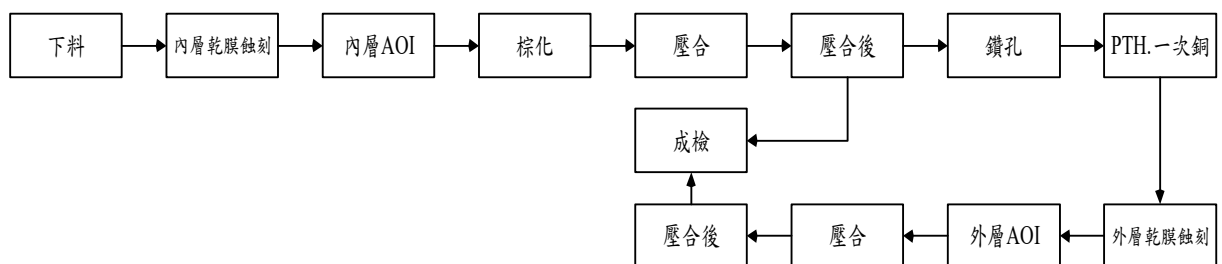 下料
內層乾膜蝕刻
內層AOI
棕化
壓合
壓合後
鑽孔
PTH.一次銅
成檢
壓合後
壓合
外層AOI
外層乾膜蝕刻